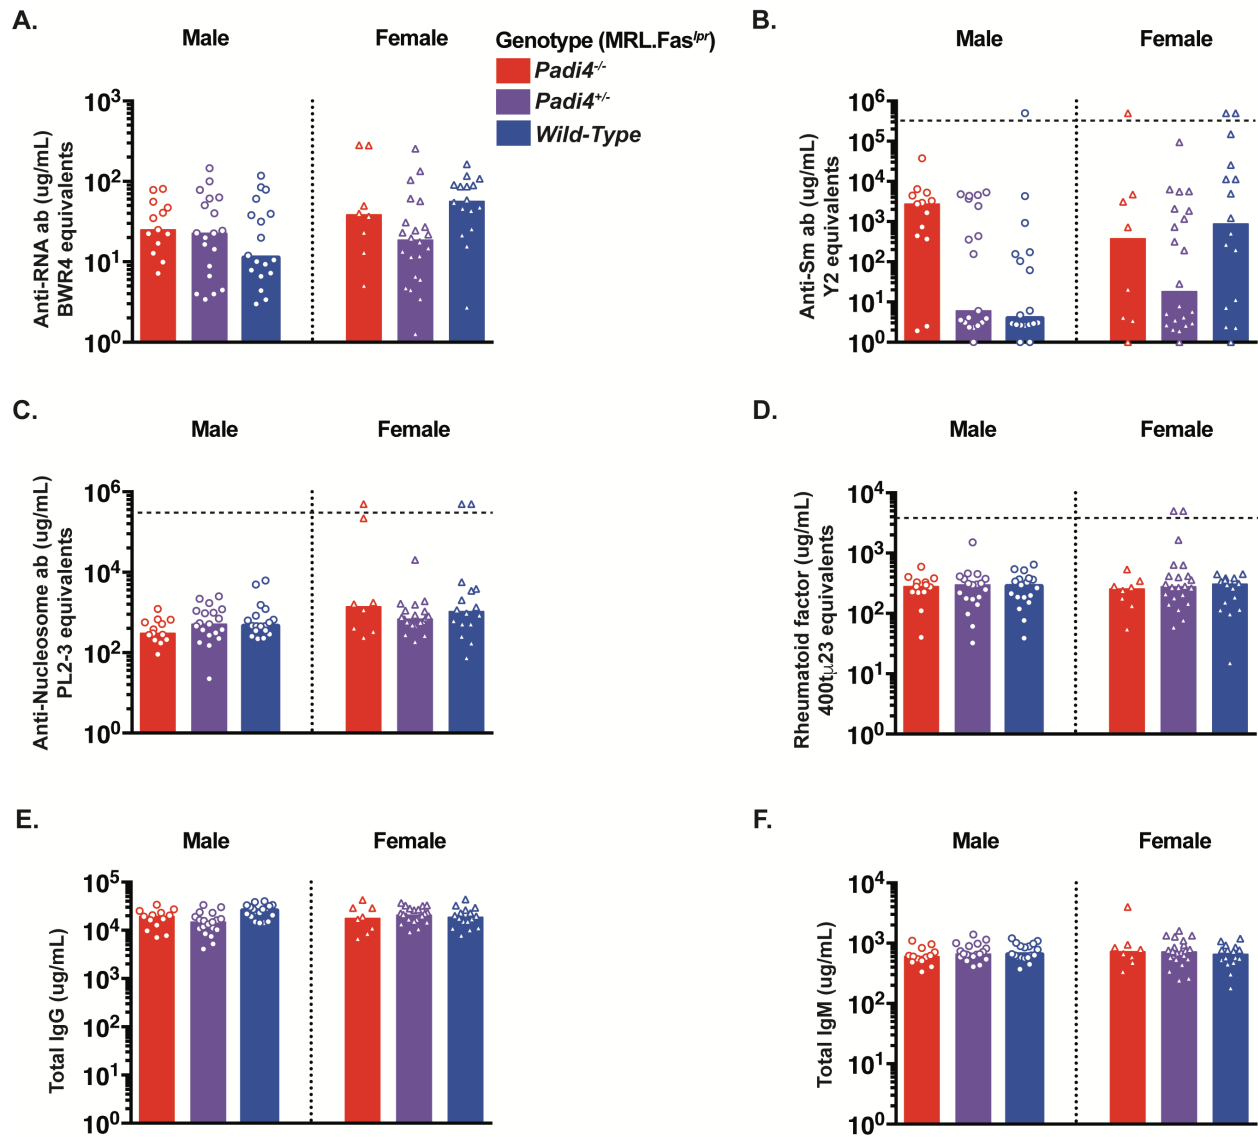 A.
Male
Female
Genotype (MRL.Fas^lpr)
Padi4^-/-
Padi4^+/-
Wild-Type
Anti-RNA ab (ug/mL)
BWR4 equivalents
10^3
10^2
10^1
10^0
B.
Male
Female
Anti-Sm ab (ug/mL)
Y2 equivalents
10^6
10^5
10^4
10^3
10^2
10^1
10^0
C.
Male
Female
Anti-Nucleosome ab (ug/mL)
PL2-3 equivalents
10^6
10^4
10^2
10^0
D.
Male
Female
Rheumatoid factor (ug/mL)
400tμ23 equivalents
10^4
10^3
10^2
10^1
10^0
E.
Male
Female
Total IgG (ug/mL)
10^5
10^4
10^3
10^2
10^1
10^0
F.
Male
Female
Total IgM (ug/mL)
10^4
10^3
10^2
10^1
10^0